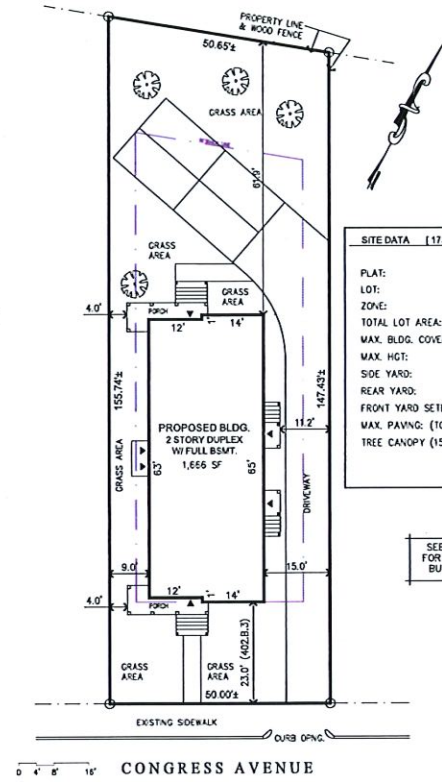 PROPERTY LINE
& WOOD FENCE
50.65'±
GRASS AREA
61.9'
SITE DATA [17
PLAT:
LOT:
ZONE:
TOTAL LOT AREA:
MAX. BLDG. COVE
MAX. HGT:
SIDE YARD:
REAR YARD:
FRONT YARD SETB
MAX. PAVING: (TO
TREE CANOPY (15
GRASS
AREA
GRASS
AREA
4.0'
PORCH
12'
1'
14'
155.74'±
147.43'±
PROPOSED BLDG.
2 STORY DUPLEX
W/ FULL BSMT.
1,656 SF
11.2'
GRASS AREA
63'
65'
DRIVEWAY
SEE
FOR
BU
9.0'
15.0'
12'
1'
14'
4.0'
PORCH
23.0' (402.B.3)
GRASS
AREA
GRASS
AREA
50.00'±
EXISTING SIDEWALK
CURB OPNG.
0 4' 8' 16'
CONGRESS AVENUE